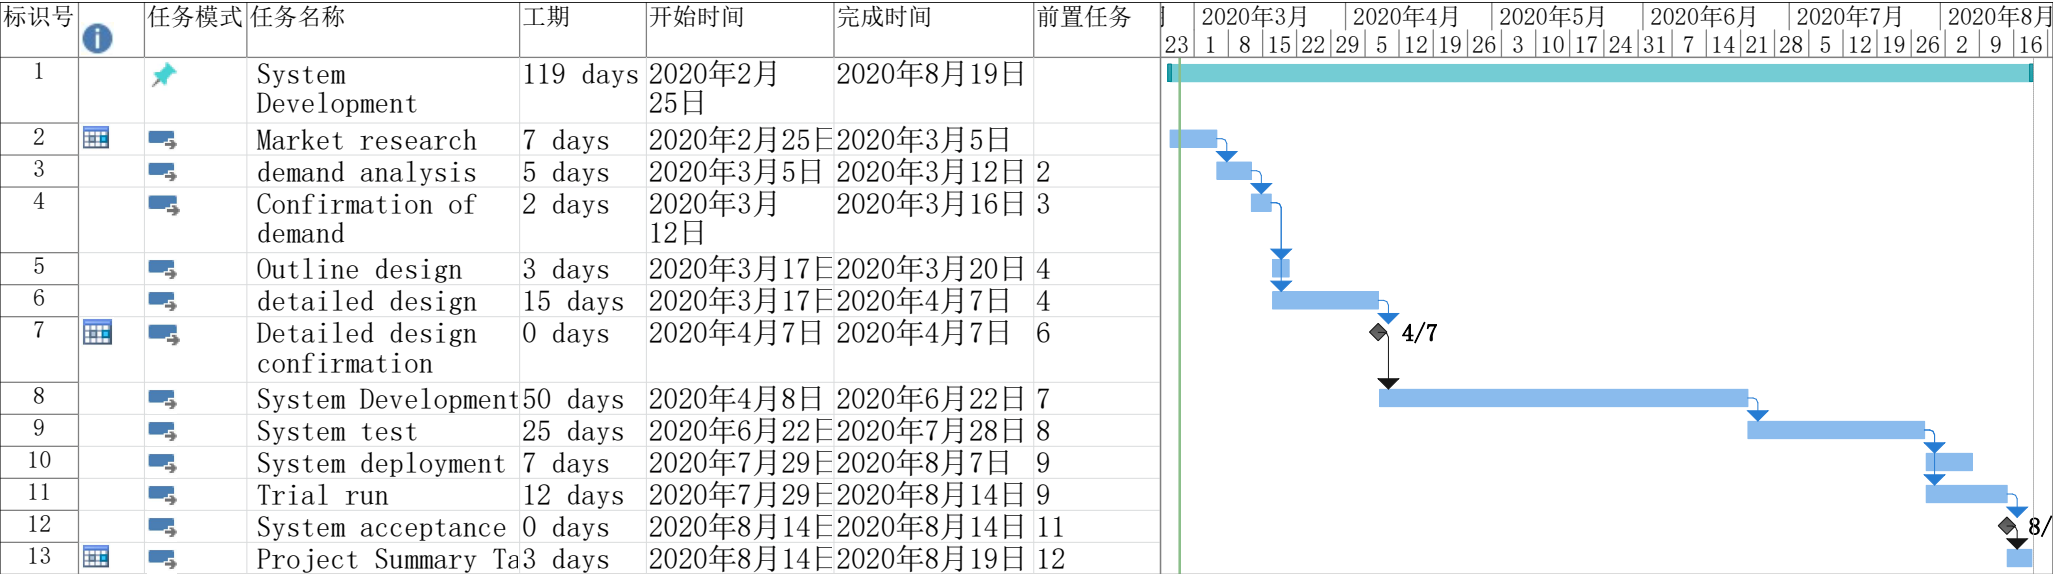 标识号 任务模式 任务名称 工期 开始时间 完成时间 前置任务 2020年3月 2020年4月 2020年5月 2020年6月 2020年7月 2020年8月
23 1 8 15 22 29 5 12 19 26 3 10 17 24 31 7 14 21 28 5 12 19 26 2 9 16
1 System 119 days 2020年2月 2020年8月19日
Development 25日
2 Market research 7 days 2020年2月25日 2020年3月5日
3 demand analysis 5 days 2020年3月5日 2020年3月12日 2
4 Confirmation of 2 days 2020年3月 2020年3月16日 3
demand 12日
5 Outline design 3 days 2020年3月17日 2020年3月20日 4
6 detailed design 15 days 2020年3月17日 2020年4月7日 4
7 Detailed design 0 days 2020年4月7日 2020年4月7日 6 4/7
confirmation
8 System Development 50 days 2020年4月8日 2020年6月22日 7
9 System test 25 days 2020年6月22日 2020年7月28日 8
10 System deployment 7 days 2020年7月29日 2020年8月7日 9
11 Trial run 12 days 2020年7月29日 2020年8月14日 9
12 System acceptance 0 days 2020年8月14日 2020年8月14日 11 8/
13 Project Summary Ta 3 days 2020年8月14日 2020年8月19日 12